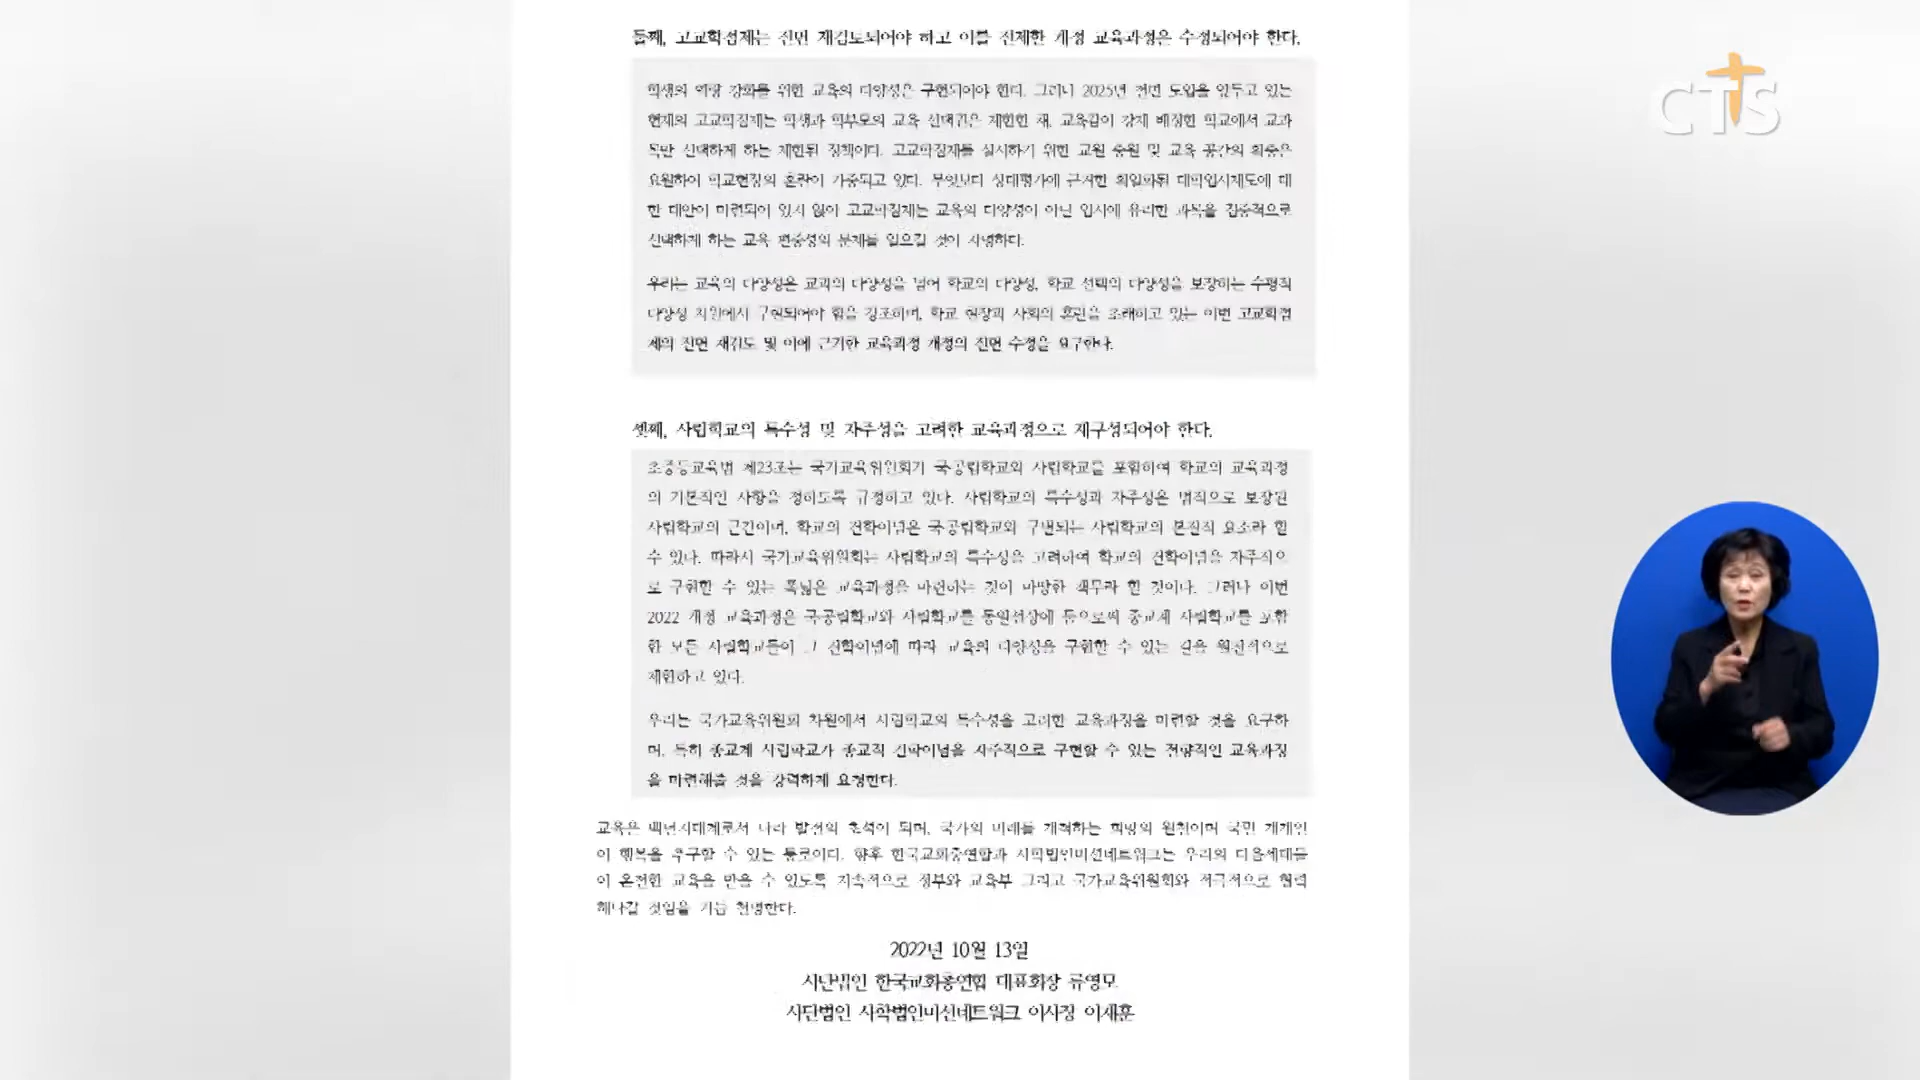 둘째, 고교학점제는 전면 재검토되어야 하고 이를 전제한 개정 교육과정은 수정되어야 한다.
CTS
학생의 역량 강화를 위한 교육의 다양성은 구현되어야 한다. 그러나 2025년 전면 도입을 앞두고 있는
현재의 고교학점제는 학생과 학부모의 교육 선택권은 제한한 채, 교육감이 강제 배정한 학교에서 교과
목만 선택하게 하는 제한된 정책이다. 고교학점제를 실시하기 위한 교원 충원 및 교육 공간의 확충은
요원하여 학교현장의 혼란이 가중되고 있다. 무엇보다 상대평가에 근거한 획일화된 대학입시제도에 대
한 대안이 마련되어 있지 않아 고교학점제는 교육의 다양성이 아닌 입시에 유리한 과목을 집중적으로
선택하게 하는 교육 편중성의 문제를 일으킬 것이 자명하다.
우리는 교육의 다양성은 교과의 다양성을 넘어 학교의 다양성, 학교 선택의 다양성을 보장하는 수평적
다양성 차원에서 구현되어야 함을 강조하며, 학교 현장과 사회의 혼란을 초래하고 있는 이번 고교학점
제의 전면 재검토 및 이에 근거한 교육과정 개정의 전면 수정을 요구한다.
셋째, 사립학교의 특수성 및 자주성을 고려한 교육과정으로 재구성되어야 한다.
초중등교육법 제23조는 국가교육위원회가 국·공립학교와 사립학교를 포함하여 학교의 교육과정
의 기본적인 사항을 정하도록 규정하고 있다. 사립학교의 특수성과 자주성은 법적으로 보장된
사립학교의 근간이며, 학교의 건학이념은 국·공립학교와 구별되는 사립학교의 본질적 요소라 할
수 있다. 따라서 국가교육위원회는 사립학교의 특수성을 고려하여 학교의 건학이념을 자주적으
로 구현할 수 있는 폭넓은 교육과정을 마련하는 것이 마땅한 책무라 할 것이다. 그러나 이번
2022 개정 교육과정은 국·공립학교와 사립학교를 동일선상에 둠으로써 종교계 사립학교를 포함
한 모든 사립학교들이 그 건학이념에 따라 교육의 다양성을 구현할 수 있는 길을 원천적으로
제한하고 있다.
우리는 국가교육위원회 차원에서 사립학교의 특수성을 고려한 교육과정을 마련할 것을 요구하
며, 특히 종교계 사립학교가 종교적 건학이념을 자주적으로 구현할 수 있는 전향적인 교육과정
을 마련해줄 것을 강력하게 요청한다.
교육은 백년지대계로서 나라 발전의 초석이 되며, 국가의 미래를 개척하는 희망의 원천이며 국민 개개인
이 행복을 추구할 수 있는 통로이다. 향후 한국교회총연합과 사학법인미션네트워크는 우리의 다음세대들
이 온전한 교육을 받을 수 있도록 지속적으로 정부와 교육부 그리고 국가교육위원회와 적극적으로 협력
해나갈 것임을 거듭 천명한다.
2022년 10월 13일
사단법인 한국교회총연합 대표회장 류영모
사단법인 사학법인미션네트워크 이사장 이재훈